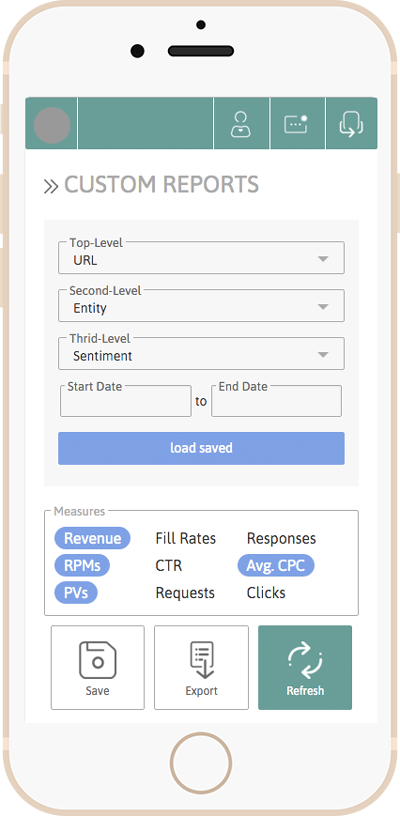 CUSTOM REPORTS
Top-Level
URL
Second-Level
Entity
Thrid-Level
Sentiment
Start Date
to
End Date
load saved
Measures
Revenue Fill Rates Responses
RPMs CTR Avg. CPC
PVs Requests Clicks
Save Export Refresh